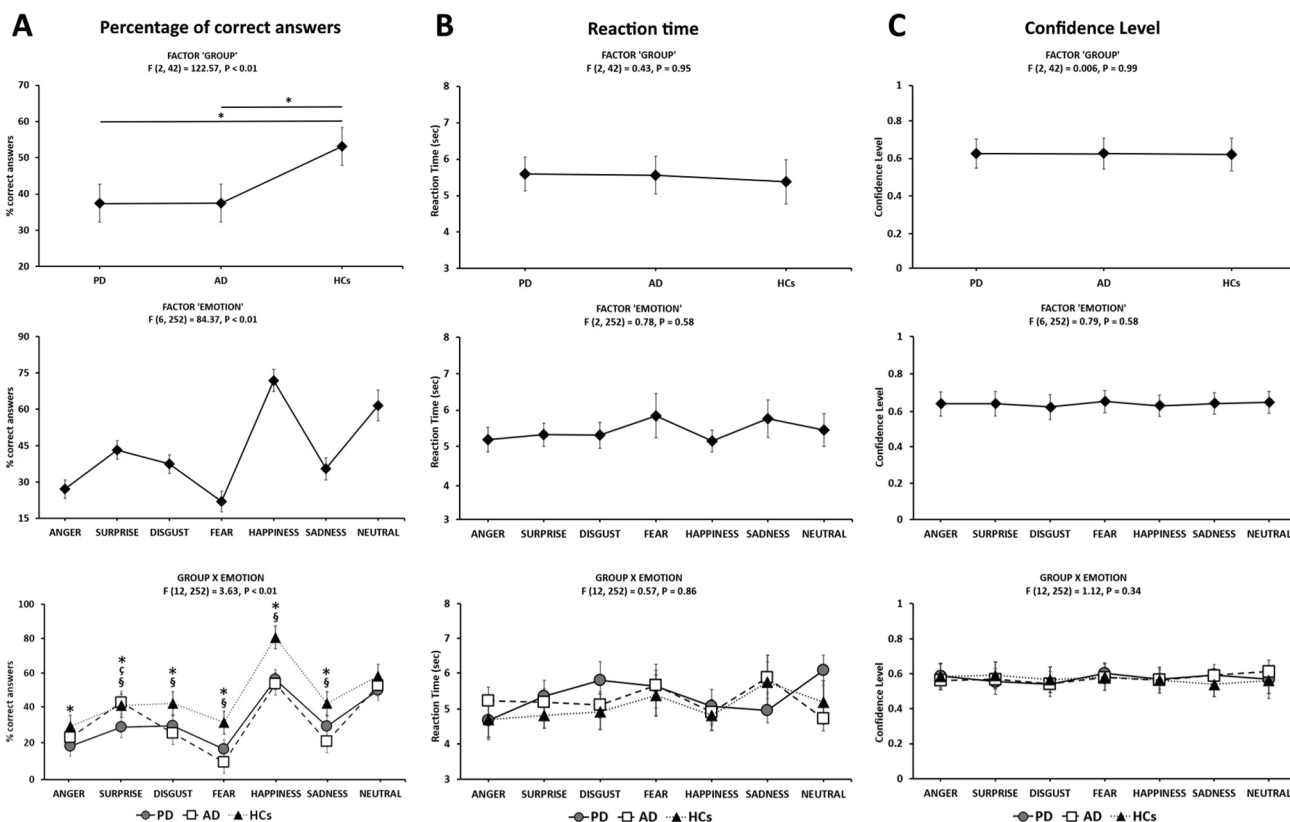 A Percentage of correct answers
FACTOR 'GROUP'
F (2, 42) = 122.57, P < 0.01
% correct answers
70
60
50
40
30
20
*
*
PD AD HCs
FACTOR 'EMOTION'
F (6, 252) = 84.37, P < 0.01
% correct answers
90
75
60
45
30
15
ANGER SURPRISE DISGUST FEAR HAPPINESS SADNESS NEUTRAL
GROUP X EMOTION
F (12, 252) = 3.63, P < 0.01
% correct answers
100
80
60
40
20
0
*
* ç §
* §
* §
* §
* §
ANGER SURPRISE DISGUST FEAR HAPPINESS SADNESS NEUTRAL
PD AD HCs
B Reaction time
FACTOR 'GROUP'
F (2, 42) = 0.43, P = 0.95
Reaction Time (sec)
8
7
6
5
4
3
PD AD HCs
FACTOR 'EMOTION'
F (2, 252) = 0.78, P = 0.58
Reaction Time (sec)
8
7
6
5
4
3
ANGER SURPRISE DISGUST FEAR HAPPINESS SADNESS NEUTRAL
GROUP X EMOTION
F (12, 252) = 0.57, P = 0.86
Reaction Time (sec)
8
7
6
5
4
3
ANGER SURPRISE DISGUST FEAR HAPPINESS SADNESS NEUTRAL
PD AD HCs
C Confidence Level
FACTOR 'GROUP'
F (2, 42) = 0.006, P = 0.99
Confidence Level
1
0.8
0.6
0.4
0.2
0
PD AD HCs
FACTOR 'EMOTION'
F (6, 252) = 0.79, P = 0.58
Confidence Level
1
0.8
0.6
0.4
0.2
0
ANGER SURPRISE DISGUST FEAR HAPPINESS SADNESS NEUTRAL
GROUP X EMOTION
F (12, 252) = 1.12, P = 0.34
Confidence Level
1
0.8
0.6
0.4
0.2
0
ANGER SURPRISE DISGUST FEAR HAPPINESS SADNESS NEUTRAL
PD AD HCs